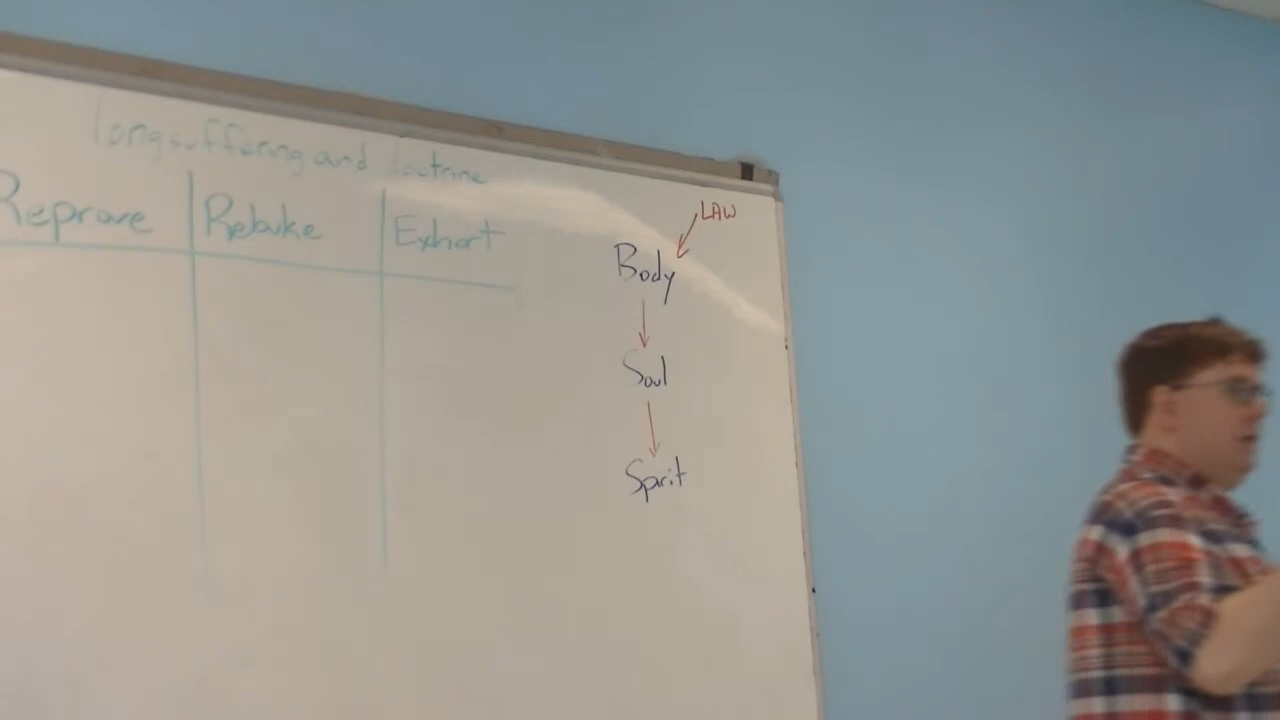 longsuffering and doctrine
Reprove Rebuke Exhort
LAW
Body
Soul
Spirit